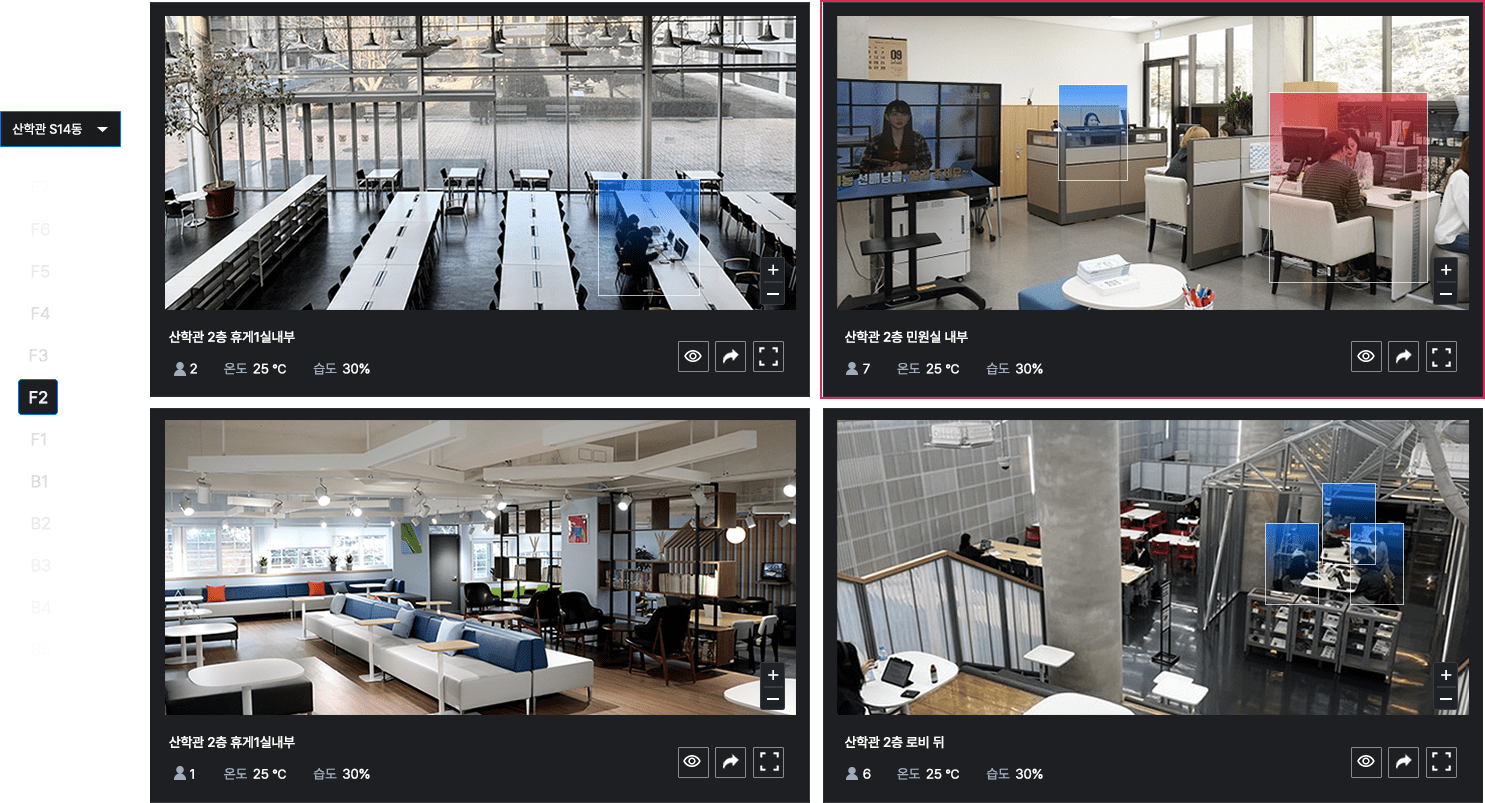 산학관 S14동
F7
F6
F5
F4
F3
F2
F1
B1
B2
B3
B4
B5
09
산학관 2층 휴게1실내부
2 온도 25 °C 습도 30%
산학관 2층 민원실 내부
7 온도 25 °C 습도 30%
산학관 2층 휴게1실내부
1 온도 25 °C 습도 30%
산학관 2층 로비 뒤
6 온도 25 °C 습도 30%